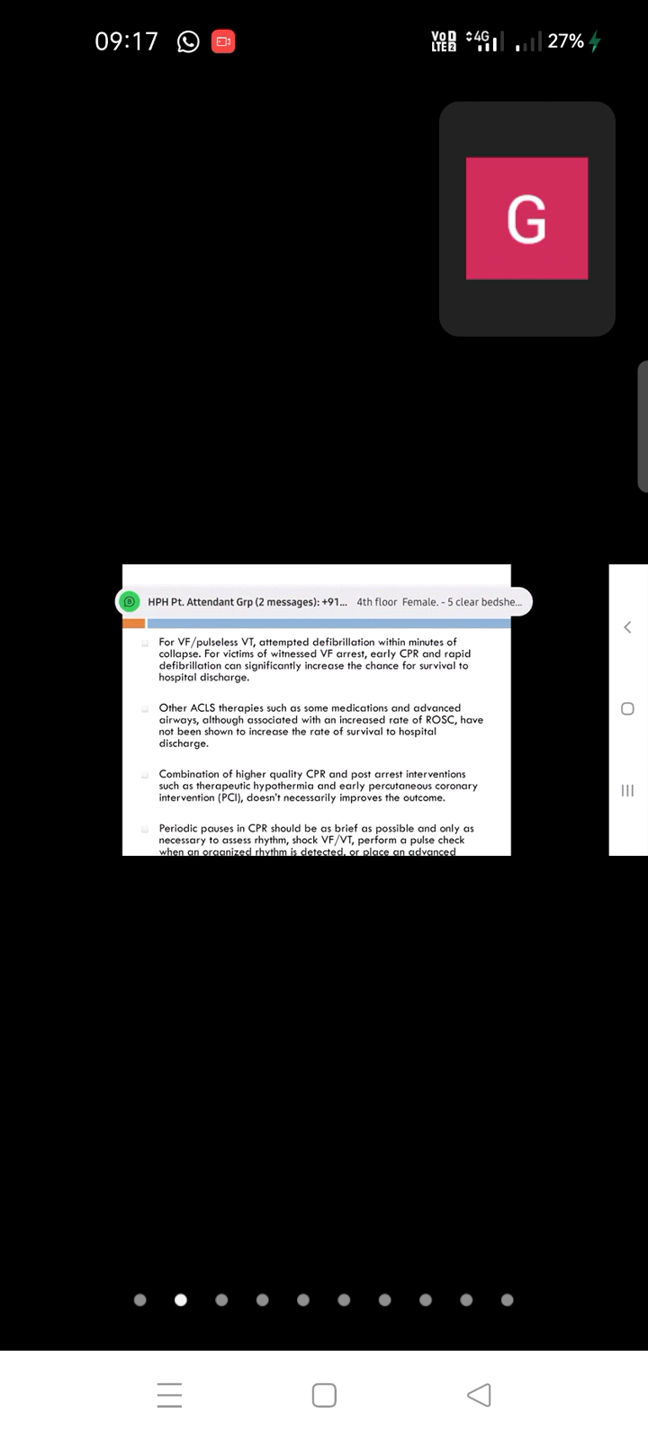 09:17
Vo D
LTE 2
4G
27%
G
HPH Pt. Attendant Grp (2 messages): +91... 4th floor Female. - 5 clear bedshe...
For VF/pulseless VT, attempted defibrillation within minutes of
collapse. For victims of witnessed VF arrest, early CPR and rapid
defibrillation can significantly increase the chance for survival to
hospital discharge.
Other ACLS therapies such as some medications and advanced
airways, although associated with an increased rate of ROSC, have
not been shown to increase the rate of survival to hospital
discharge.
Combination of higher quality CPR and post arrest interventions
such as therapeutic hypothermia and early percutaneous coronary
intervention (PCI), doesn't necessarily improves the outcome.
Periodic pauses in CPR should be as brief as possible and only as
necessary to assess rhythm, shock VF/VT, perform a pulse check
when an organized rhythm is detected, or place an advanced